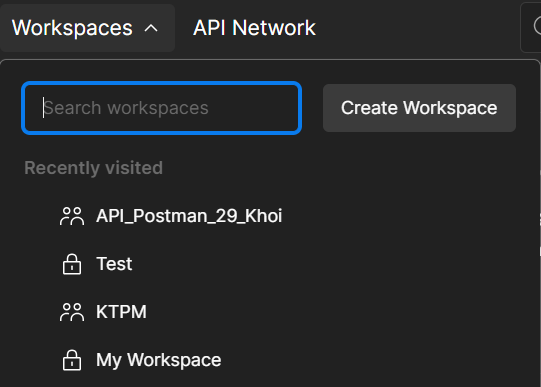 Workspaces API Network
Search workspaces Create Workspace
Recently visited
API_Postman_29_Khoi
Test
KTPM
My Workspace